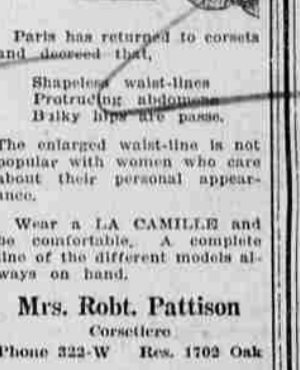 Paris has returned to corsets
and decreed that,
Shapeless waist-lines
Protruding abdomens
Bulky hips are passe.
The enlarged waist-line is not
popular with women who care
about their personal appear-
ance.
Wear a LA CAMILLE and
be comfortable. A complete
line of the different models al-
ways on hand.
Mrs. Robt. Pattison
Corsetiere
Phone 322-W Res. 1702 Oak